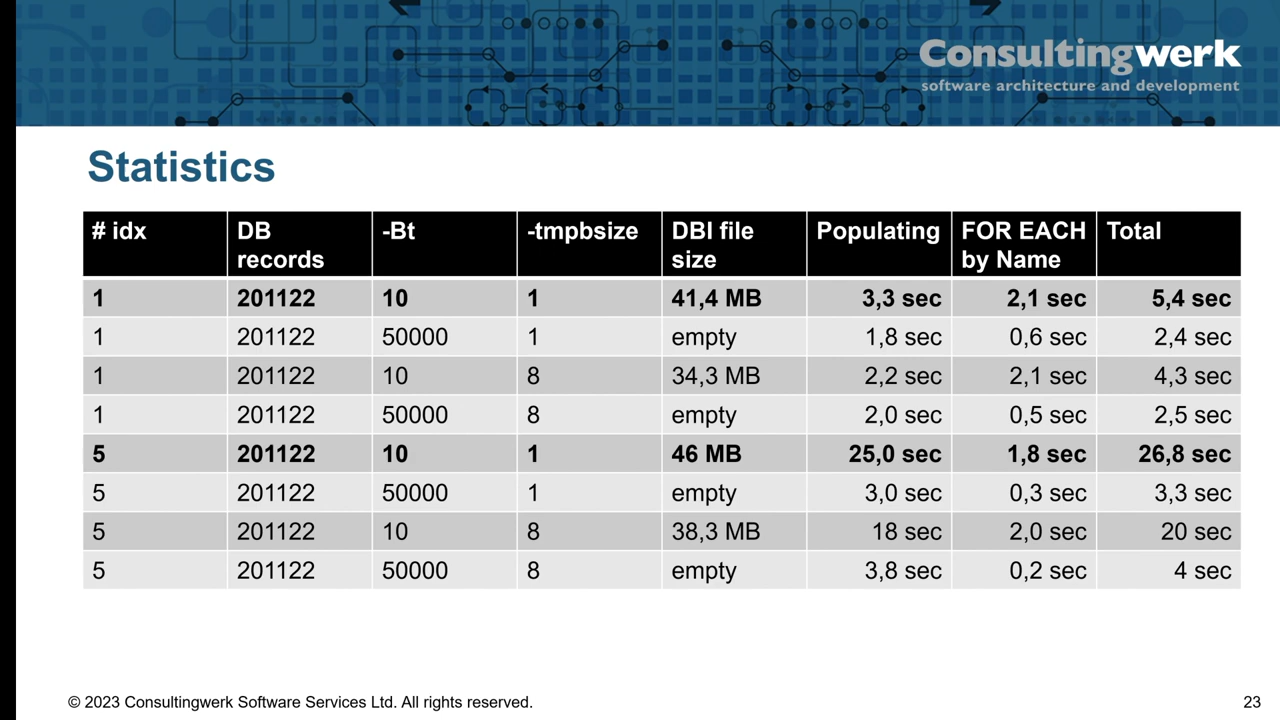 Consultingwerk
software architecture and development
Statistics
# idx DB records -Bt -tmpbsize DBI file size Populating FOR EACH by Name Total
1 201122 10 1 41,4 MB 3,3 sec 2,1 sec 5,4 sec
1 201122 50000 1 empty 1,8 sec 0,6 sec 2,4 sec
1 201122 10 8 34,3 MB 2,2 sec 2,1 sec 4,3 sec
1 201122 50000 8 empty 2,0 sec 0,5 sec 2,5 sec
5 201122 10 1 46 MB 25,0 sec 1,8 sec 26,8 sec
5 201122 50000 1 empty 3,0 sec 0,3 sec 3,3 sec
5 201122 10 8 38,3 MB 18 sec 2,0 sec 20 sec
5 201122 50000 8 empty 3,8 sec 0,2 sec 4 sec
© 2023 Consultingwerk Software Services Ltd. All rights reserved. 23